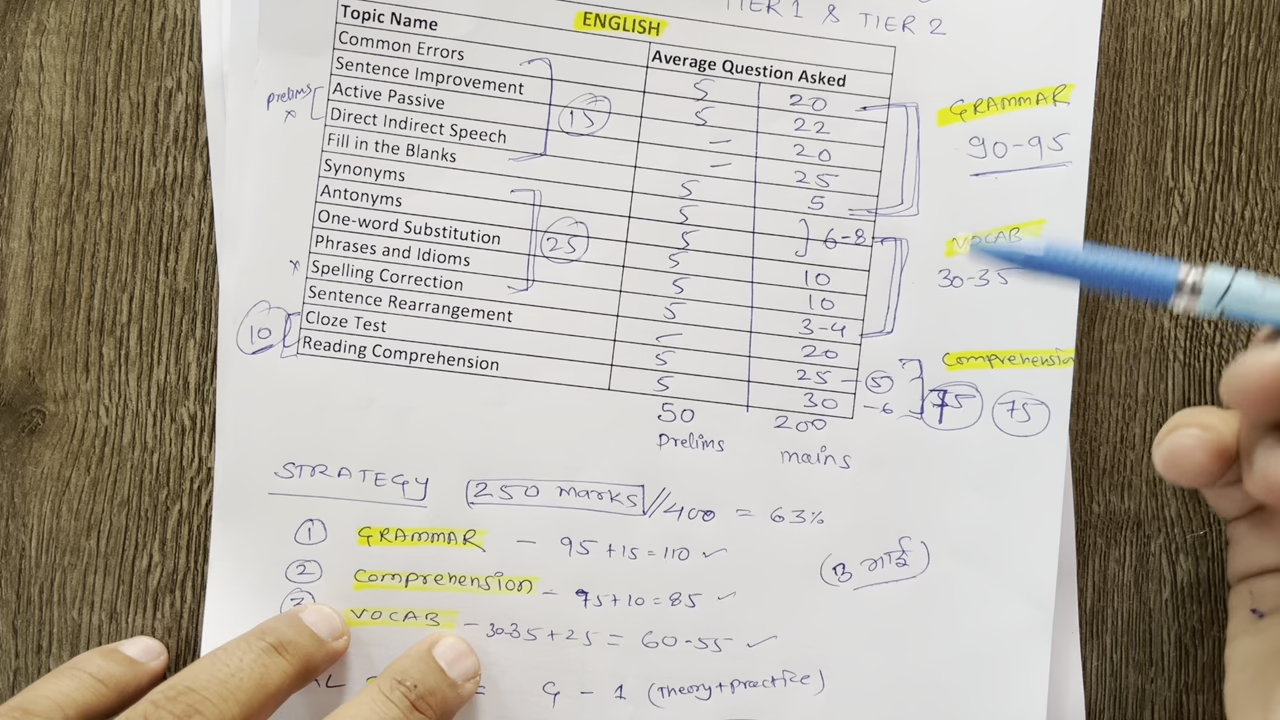 TIER 1 & TIER 2
ENGLISH
Topic Name Average Question Asked
Common Errors 5 20
Sentence Improvement 5 22
Active Passive — 20
Direct Indirect Speech — 25
Fill in the Blanks 5 5
Synonyms 5
Antonyms 5 6-8
One-word Substitution 5
Phrases and Idioms 5 10
Spelling Correction 5 10
Sentence Rearrangement 3-4
Cloze Test 5 20
Reading Comprehension 5 25 - 5
30 - 6
prelims
x
15
25
x
10
GRAMMAR
90-95
VOCAB
30-35
Comprehension
75
50 200
prelims mains
STRATEGY 250 marks//400 = 63%
1 GRAMMAR - 95+15=110 ✓
2 Comprehension - 75+10=85 ✓
VOCAB - 30-35+25 = 60-55 ✓
= G - 1 (Theory+practice)